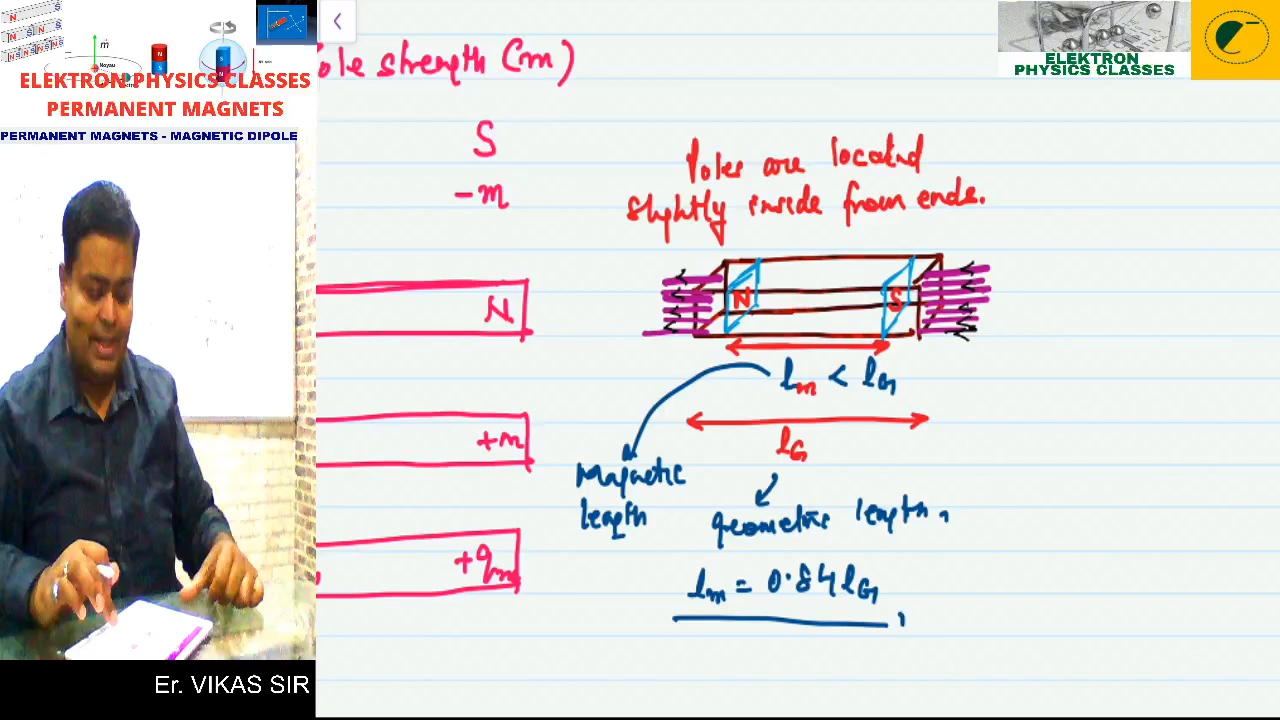 N S
N S
N S
ELEKTRON PHYSICS CLASSES
PERMANENT MAGNETS
PERMANENT MAGNETS - MAGNETIC DIPOLE
ELEKTRON
PHYSICS CLASSES
ole strength (m)
S
-m
N
+m
+qm
Poles are located
slightly inside from ends.
N S
lm < lG
lG
Magnetic
length
geometric length,
lm = 0.84 lG
Er. VIKAS SIR